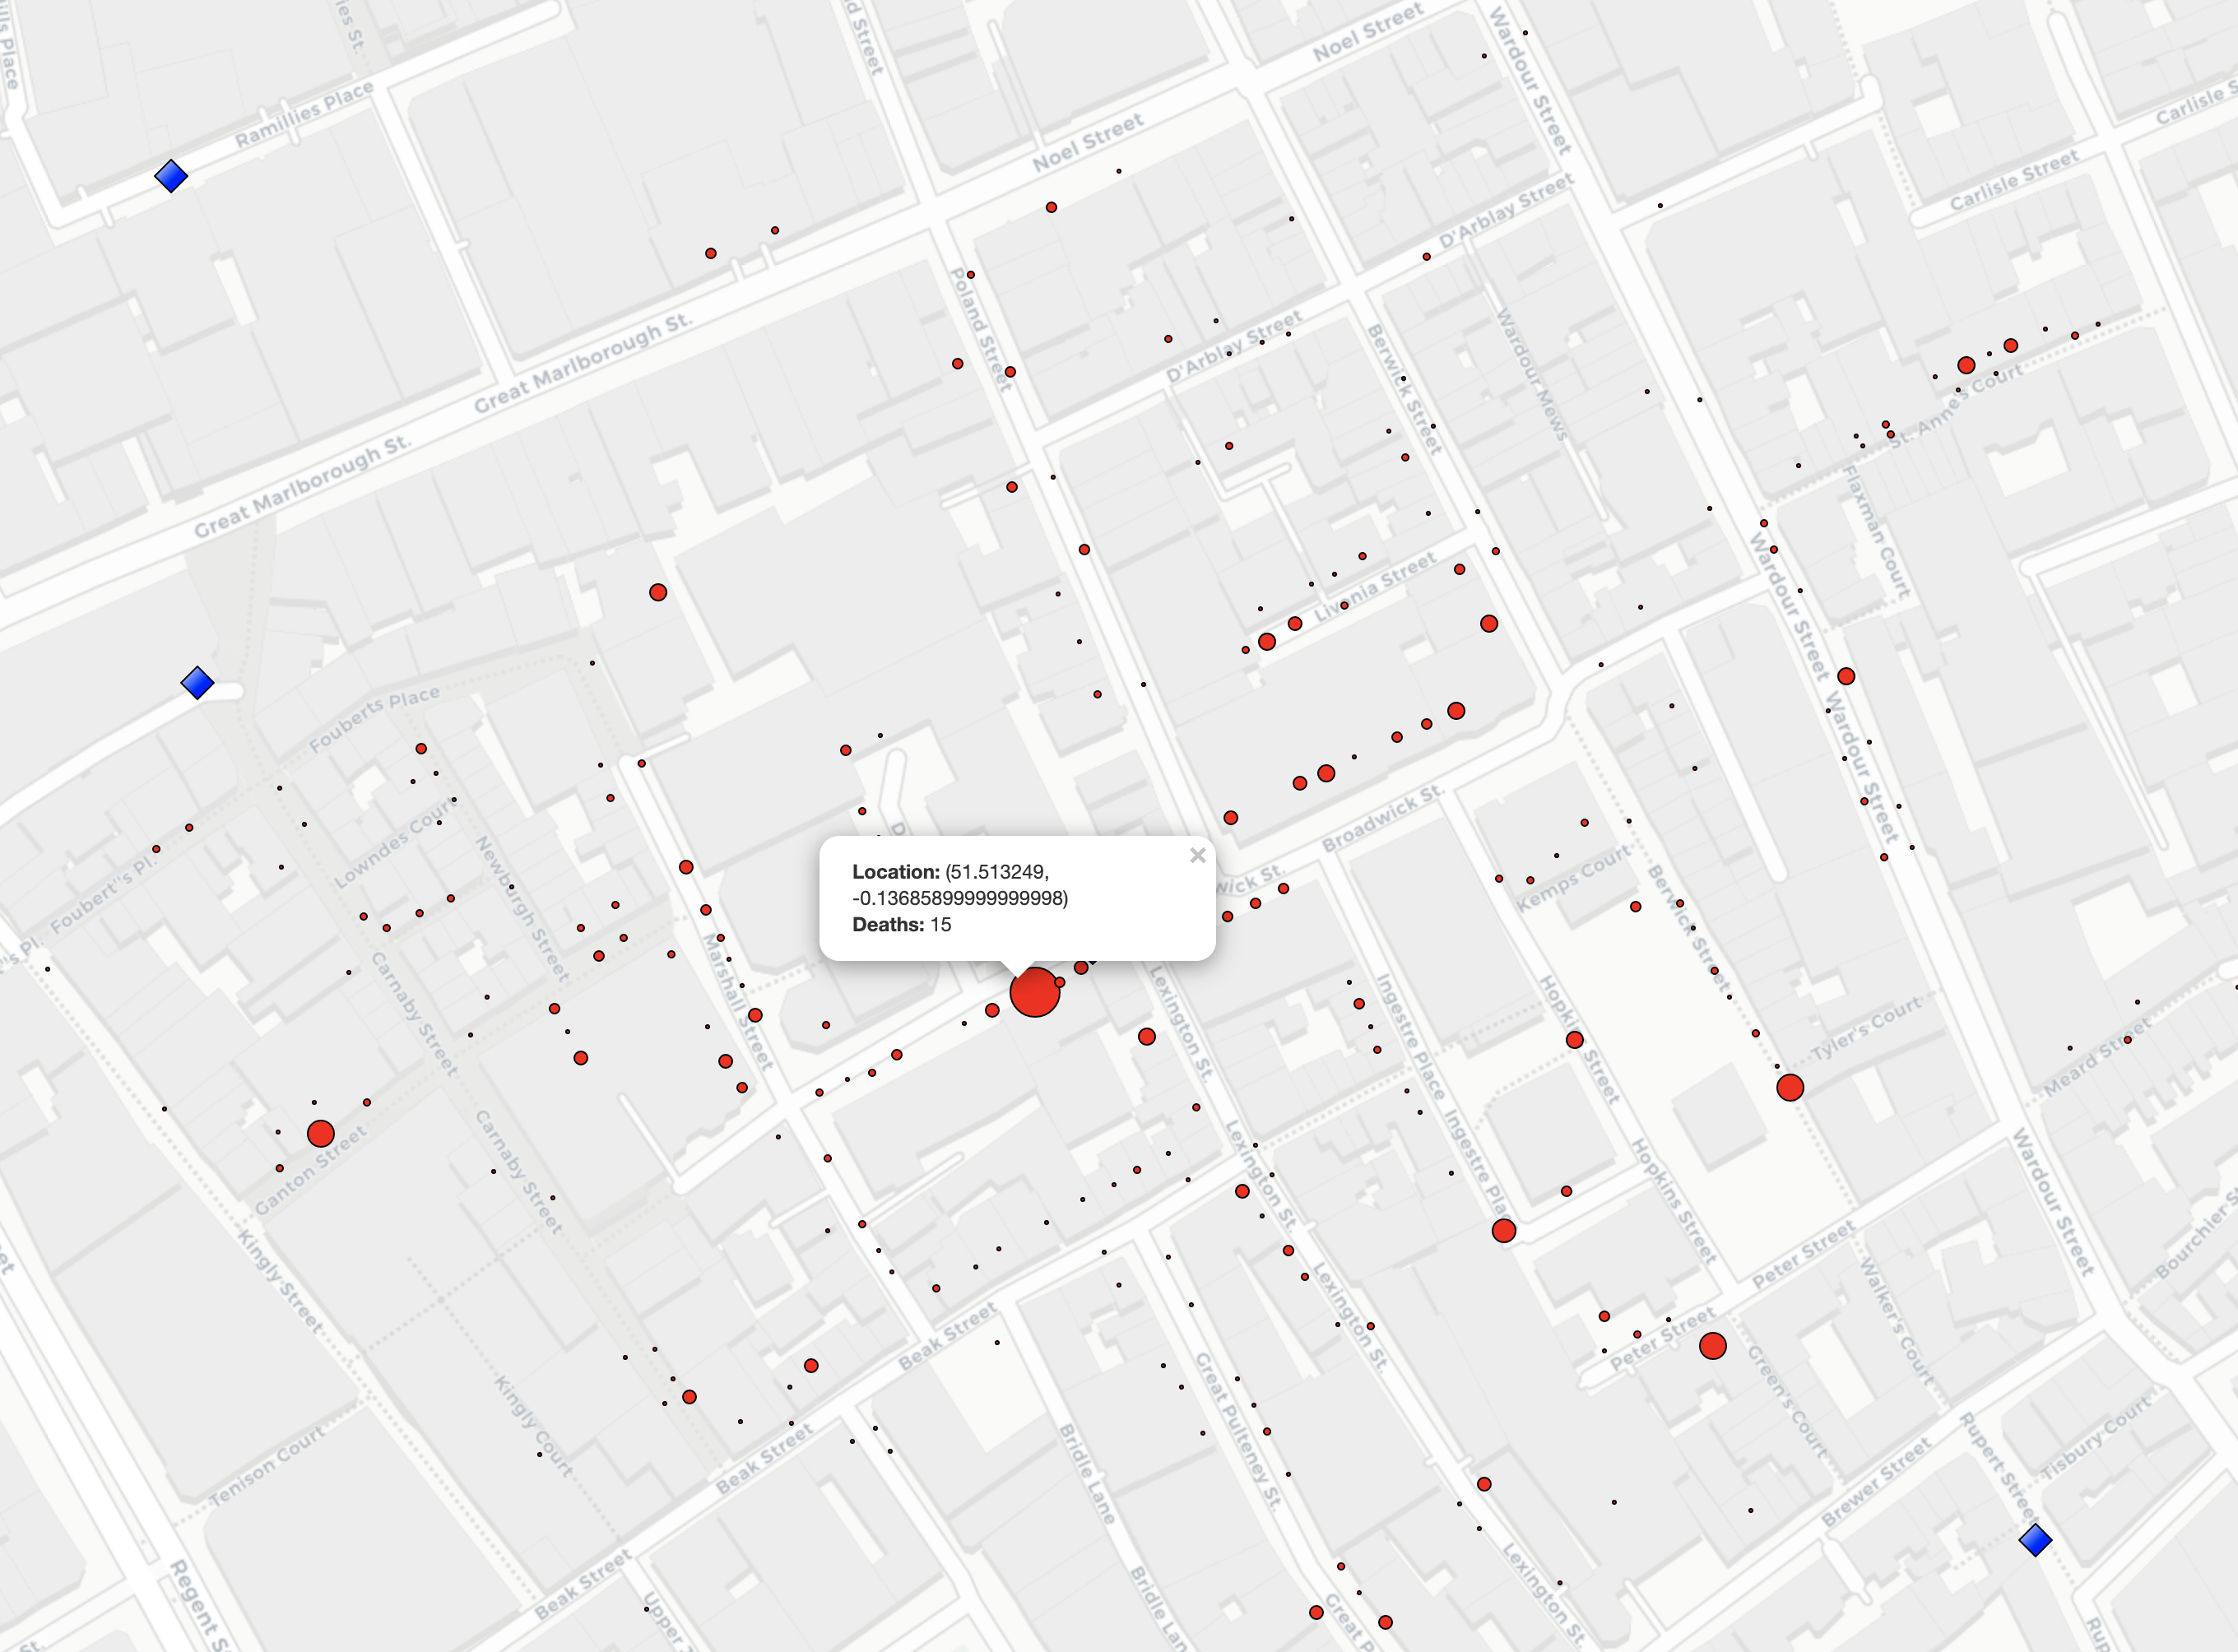 Noel Street
Wardour Street
Carlisle
Ramillies Place
Noel Street
Carlisle Street
D'Arblay Street
Poland Street
Great Marlborough St.
D'Arblay Street
Berwick Street
Wardour Mews
St. Anne's Court
Great Marlborough St.
Flaxman Court
Livonia Street
Wardour Street
Fouberts Place
Wardour Street
Broadwick St.
Lowndes Court
Newburgh Street
Foubert"s Pl.
Kemps Court
Berwick Street
Location: (51.513249,
-0.13685899999999998)
Deaths: 15
×
wick St.
's Pl.
Carnaby Street
Marshall Street
Lexington St.
Ingestre Place
Hopkins Street
Tyler's Court
Meard Street
Canton Street
Carnaby Street
Lexington St.
Ingestre Place
Hopkins Street
Peter Street
Wardour Street
Bourchier St
Kingly Street
Lexington St.
Walker's Court
Beak Street
Peter Street
Green's Court
Great Pulteney St.
Kingly Court
Tenison Court
Beak Street
Bridle Lane
Brewer Street
Rupert Street
Tisbury Court
Regent S
Beak Street
Upper J
Bridle Lan
Great P
Lexington St.
Rup
St.